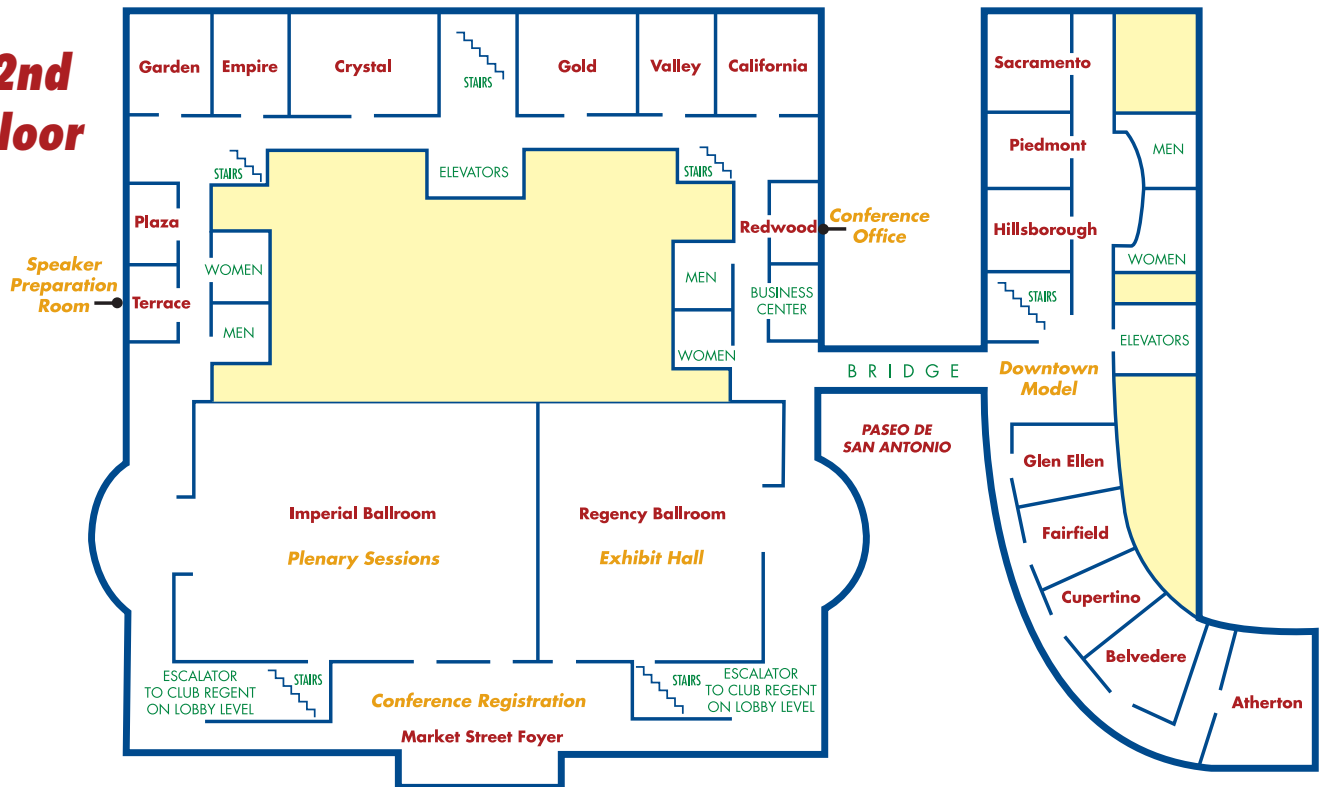 2nd
loor
Garden
Empire
Crystal
STAIRS
Gold
Valley
California
STAIRS
ELEVATORS
STAIRS
Plaza
Redwood
Conference
Office
Speaker
Preparation
Room
Terrace
WOMEN
MEN
MEN
WOMEN
BUSINESS
CENTER
BRIDGE
Sacramento
Piedmont
Hillsborough
MEN
WOMEN
STAIRS
ELEVATORS
Downtown
Model
PASEO DE
SAN ANTONIO
Glen Ellen
Fairfield
Cupertino
Belvedere
Atherton
Imperial Ballroom
Plenary Sessions
Regency Ballroom
Exhibit Hall
ESCALATOR
TO CLUB REGENT
ON LOBBY LEVEL
STAIRS
Conference Registration
STAIRS
ESCALATOR
TO CLUB REGENT
ON LOBBY LEVEL
Market Street Foyer